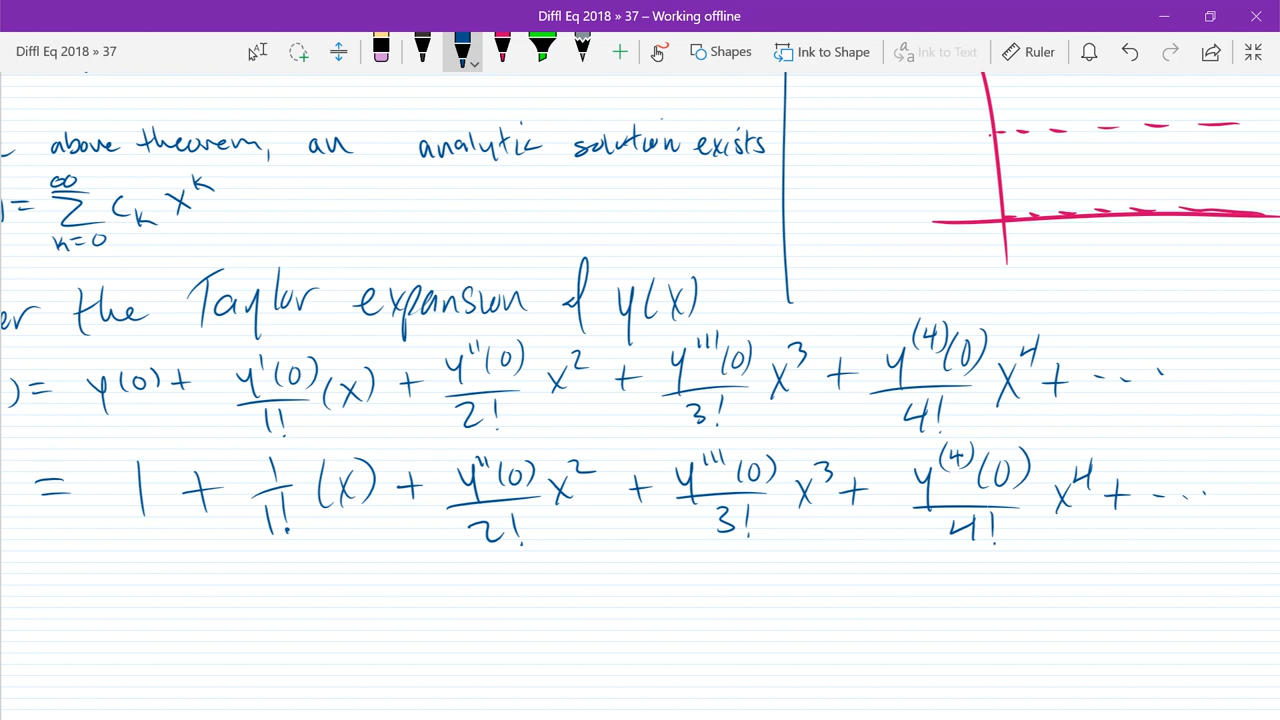 Diffl Eq 2018 » 37 – Working offline
Diffl Eq 2018 » 37
Shapes
Ink to Shape
Ink to Text
Ruler
above theorem, an analytic solution exists
) = ∑_{k=0}^{∞} c_k x^k
er the Taylor expansion of y(x)
) = y(0) + y'(0)/1! (x) + y''(0)/2! x^2 + y'''(0)/3! x^3 + y^(4)(0)/4! x^4 + ...
= 1 + 1/1! (x) + y''(0)/2! x^2 + y'''(0)/3! x^3 + y^(4)(0)/4! x^4 + ...